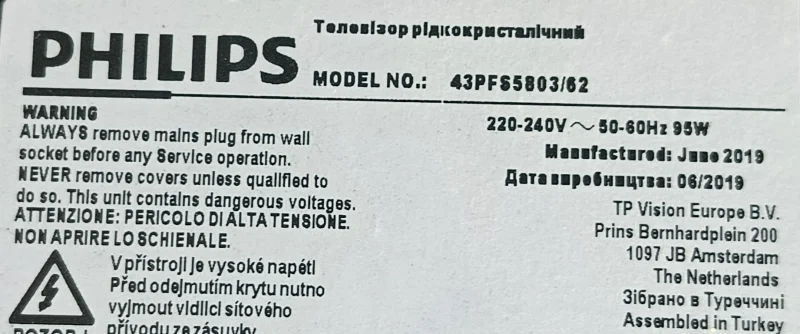 PHILIPS
Телевізор рідкокристалічний
MODEL NO.: 43PFS5803/62
WARNING
ALWAYS remove mains plug from wall
socket before any Service operation.
NEVER remove covers unless qualified to
do so. This unit contains dangerous voltages.
ATTENZIONE: PERICOLO DI ALTA TENSIONE.
NON APRIRE LO SCHIENALE.
V přístroji je vysoké napětí
Před odejmutím krytu nutno
vyjmout vidlici síťového
přívodu ze zásuvky
220-240V ~ 50-60Hz 95W
Manufactured: June 2019
Дата виробництва: 06/2019
TP Vision Europe B.V.
Prins Bernhardplein 200
1097 JB Amsterdam
The Netherlands
Зібрано в Туреччині
Assembled in Turkey